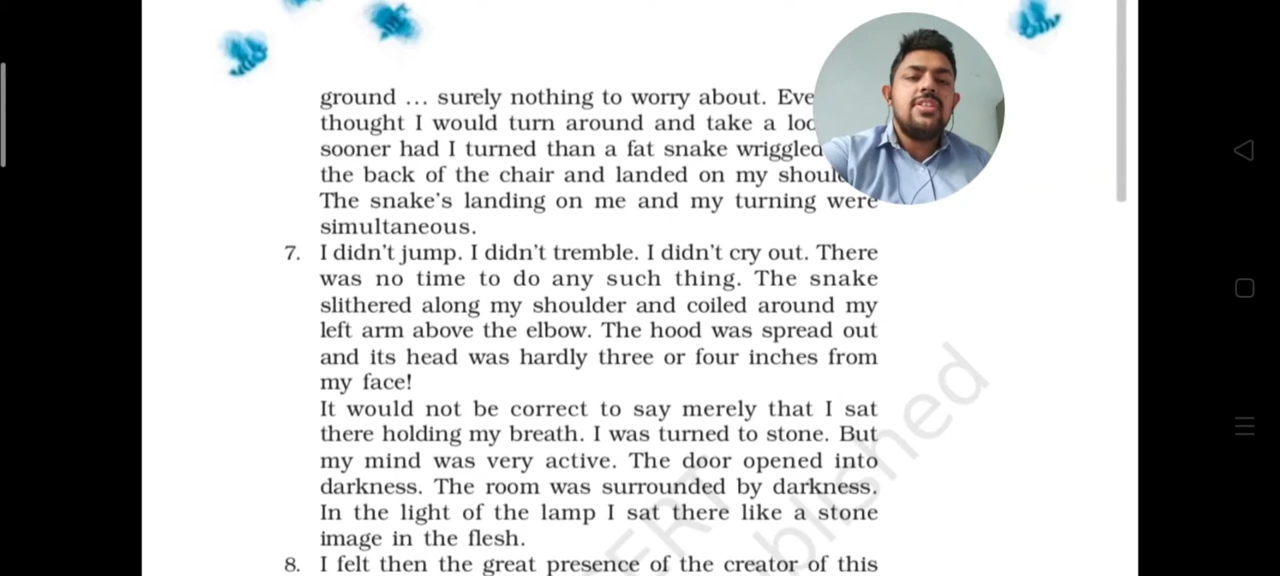 ground ... surely nothing to worry about.
thought I would turn around and take a
sooner had I turned than a fat snake wriggled
the back of the chair and landed on my
The snake's landing on me and my turning were
simultaneous.
7. I didn't jump. I didn't tremble. I didn't cry out. There
was no time to do any such thing. The snake
slithered along my shoulder and coiled around my
left arm above the elbow. The hood was spread out
and its head was hardly three or four inches from
my face!
It would not be correct to say merely that I sat
there holding my breath. I was turned to stone. But
my mind was very active. The door opened into
darkness. The room was surrounded by darkness.
In the light of the lamp I sat there like a stone
image in the flesh.
8. I felt then the great presence of the creator of this